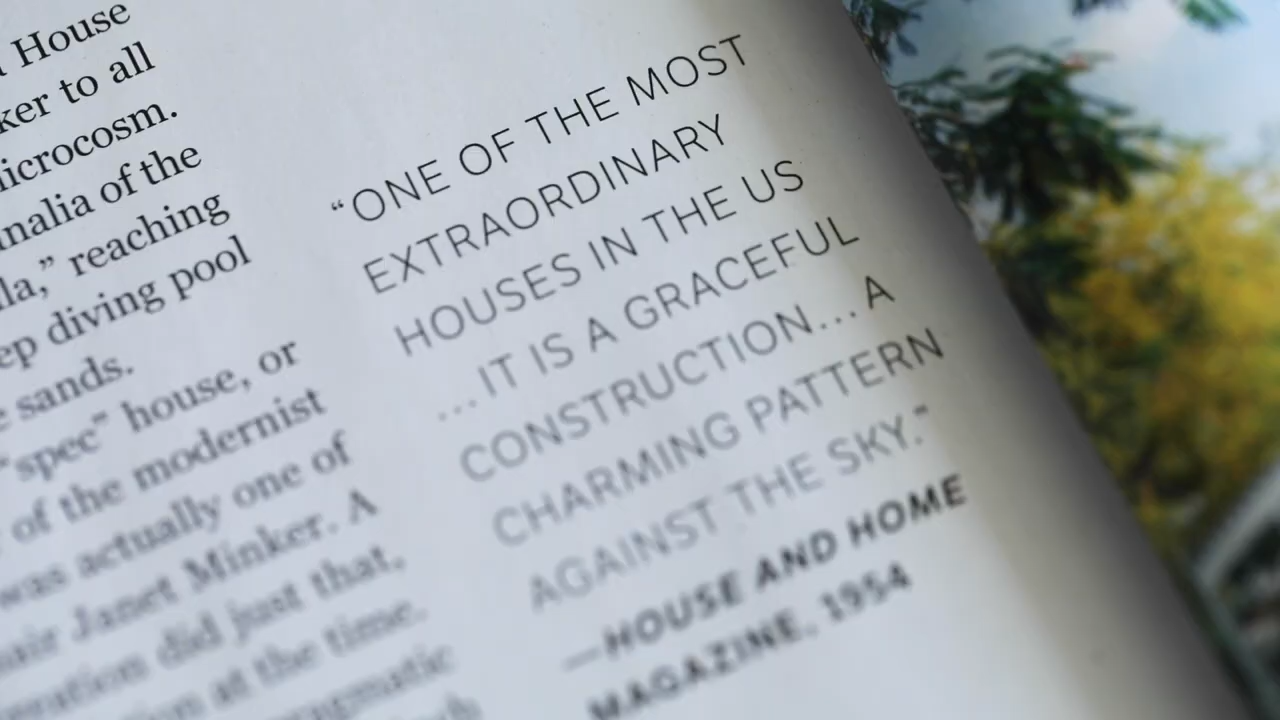 House
ker to all
icrocosm.
nalia of the
la,” reaching
ep diving pool
sands.
“spec” house, or
of the modernist
was actually one of
air Janet Minker. A
did just that,
at the time.
“ONE OF THE MOST
EXTRAORDINARY
HOUSES IN THE US
…IT IS A GRACEFUL
CONSTRUCTION… A
CHARMING PATTERN
AGAINST THE SKY.”
—HOUSE AND HOME
MAGAZINE, 1954